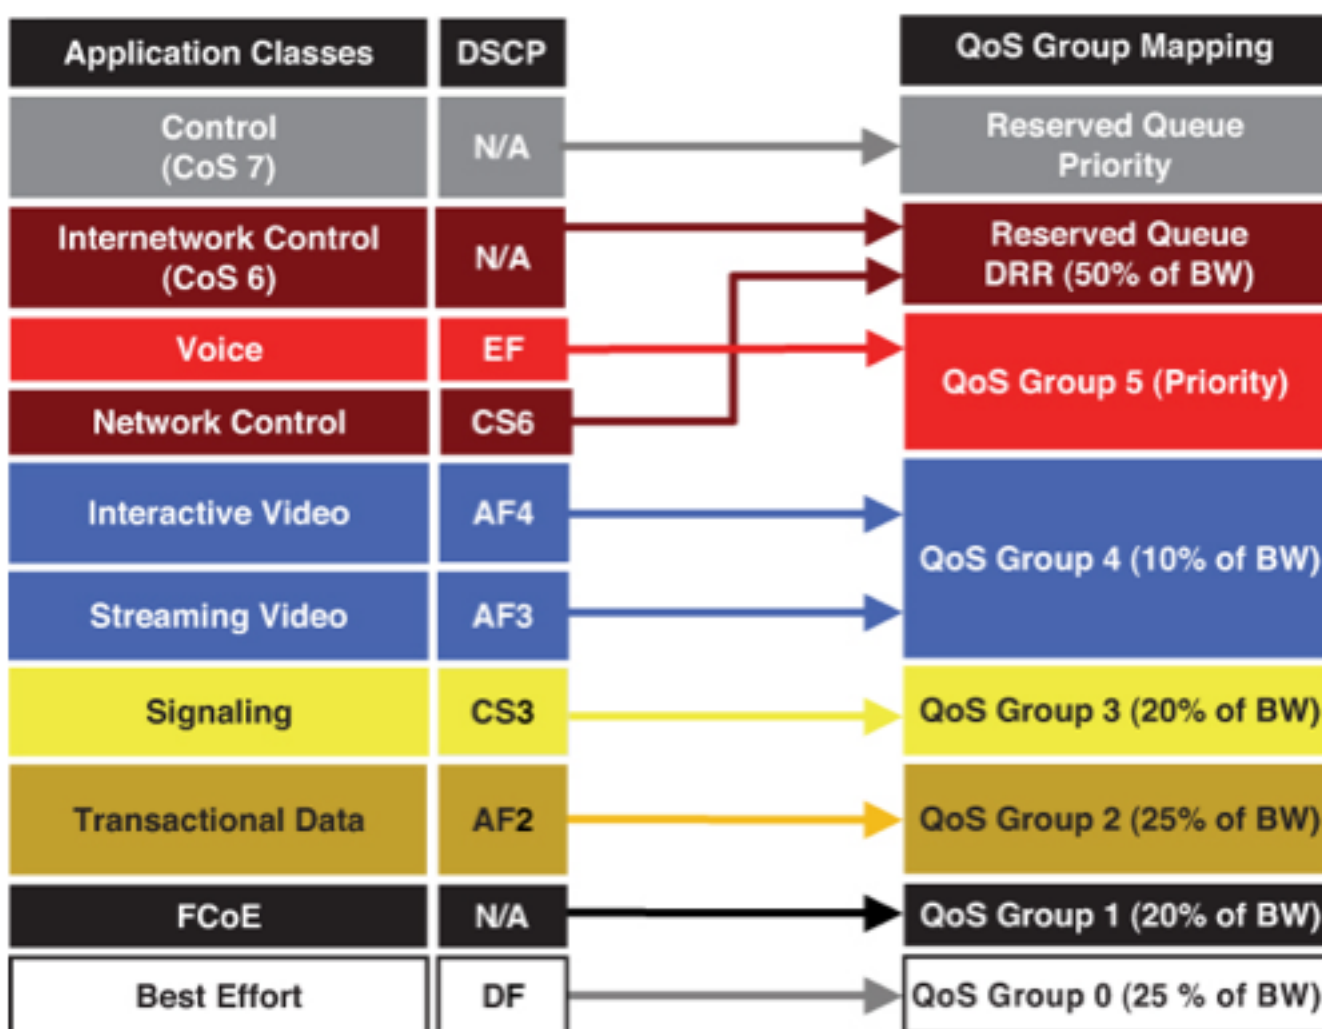 Application Classes DSCP QoS Group Mapping
Control
(CoS 7)
N/A
Reserved Queue
Priority
Internetwork Control
(CoS 6)
N/A
Reserved Queue
DRR (50% of BW)
Voice EF
QoS Group 5 (Priority)
Network Control CS6
Interactive Video AF4
QoS Group 4 (10% of BW)
Streaming Video AF3
Signaling CS3 QoS Group 3 (20% of BW)
Transactional Data AF2 QoS Group 2 (25% of BW)
FCoE N/A QoS Group 1 (20% of BW)
Best Effort DF QoS Group 0 (25 % of BW)